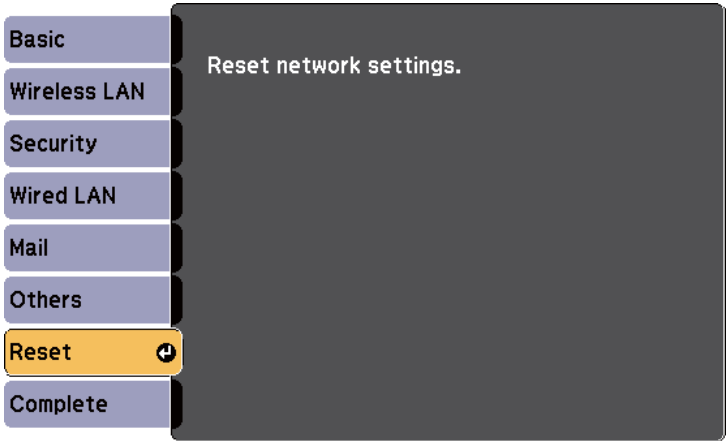 Basic
Wireless LAN
Security
Wired LAN
Mail
Others
Reset
Complete
Reset network settings.